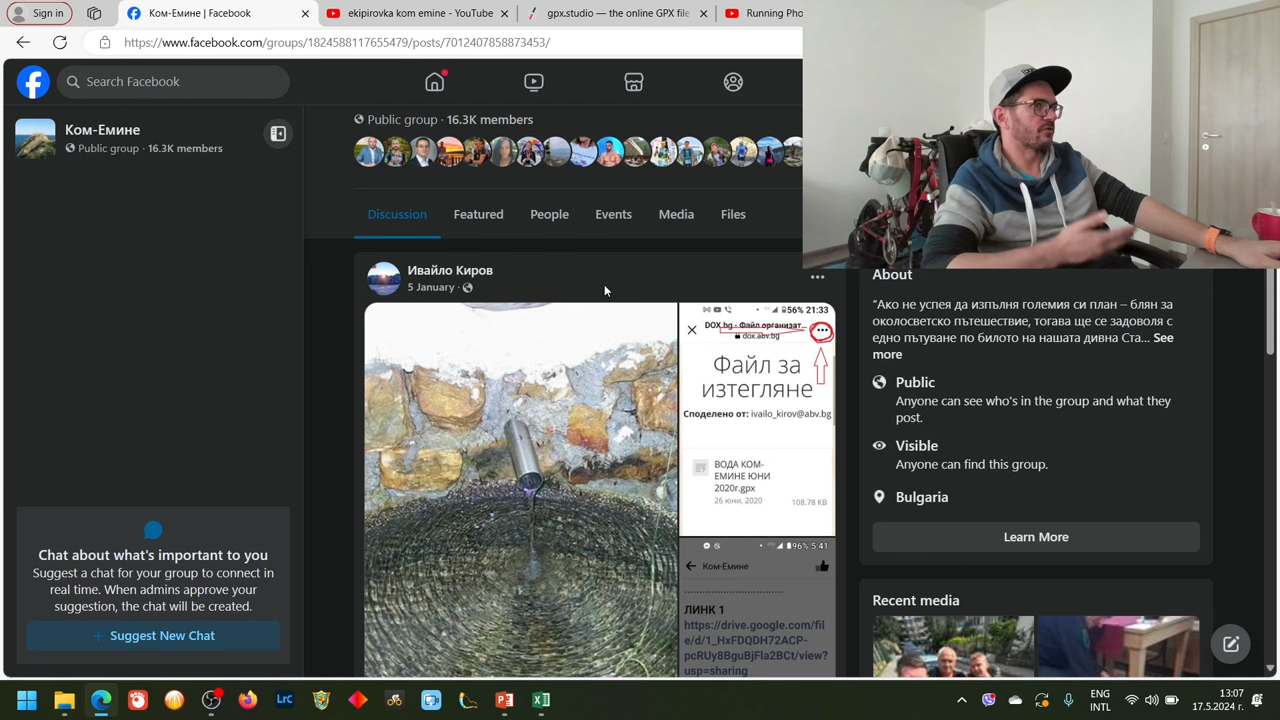 Sign in
Ком-Емине | Facebook
ekipirovka kom emine - YouTube
gpx.studio — the online GPX file
Running Pho
https://www.facebook.com/groups/1824588117655479/posts/7012407858873453/
Search Facebook
Ком-Емине
Public group · 16.3K members
Public group · 16.3K members
Discussion
Featured
People
Events
Media
Files
Ивайло Киров
5 January ·
56% 21:33
DOX.bg - Файл организат...
dox.abv.bg
Файл за
изтегляне
Споделено от: ivailo_kirov@abv.bg
ВОДА КОМ-
ЕМИНЕ ЮНИ
2020г.gpx
26 юни, 2020
108.78 KB
96% 5:41
Ком-Емине
ЛИНК 1
https://drive.google.com/fil
e/d/1_HxFDQDH72ACP-
pcRUy8BguBjFla2BCt/view?
usp=sharing
About
“Ако не успея да изпълня големия си план – блян за
околосветско пътешествие, тогава ще се задоволя с
едно пътуване по билото на нашата дивна Ста... See
more
Public
Anyone can see who's in the group and what they
post.
Visible
Anyone can find this group.
Bulgaria
Learn More
Recent media
Chat about what's important to you
Suggest a chat for your group to connect in
real time. When admins approve your
suggestion, the chat will be created.
+ Suggest New Chat
Lrc
ENG
INTL
13:07
17.5.2024 г.